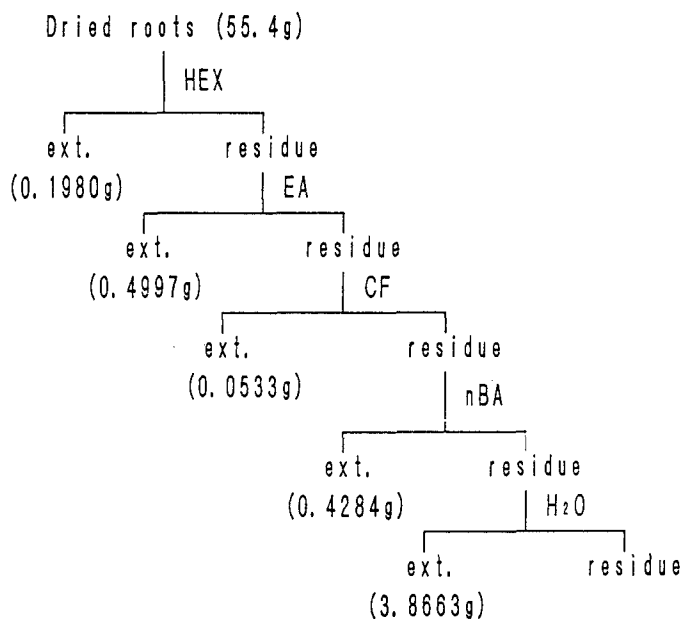 Dried roots (55.4g)
HEX
ext. residue
(0.1980g) EA
ext. residue
(0.4997g) CF
ext. residue
(0.0533g) nBA
ext. residue
(0.4284g) H₂O
ext. residue
(3.8663g)